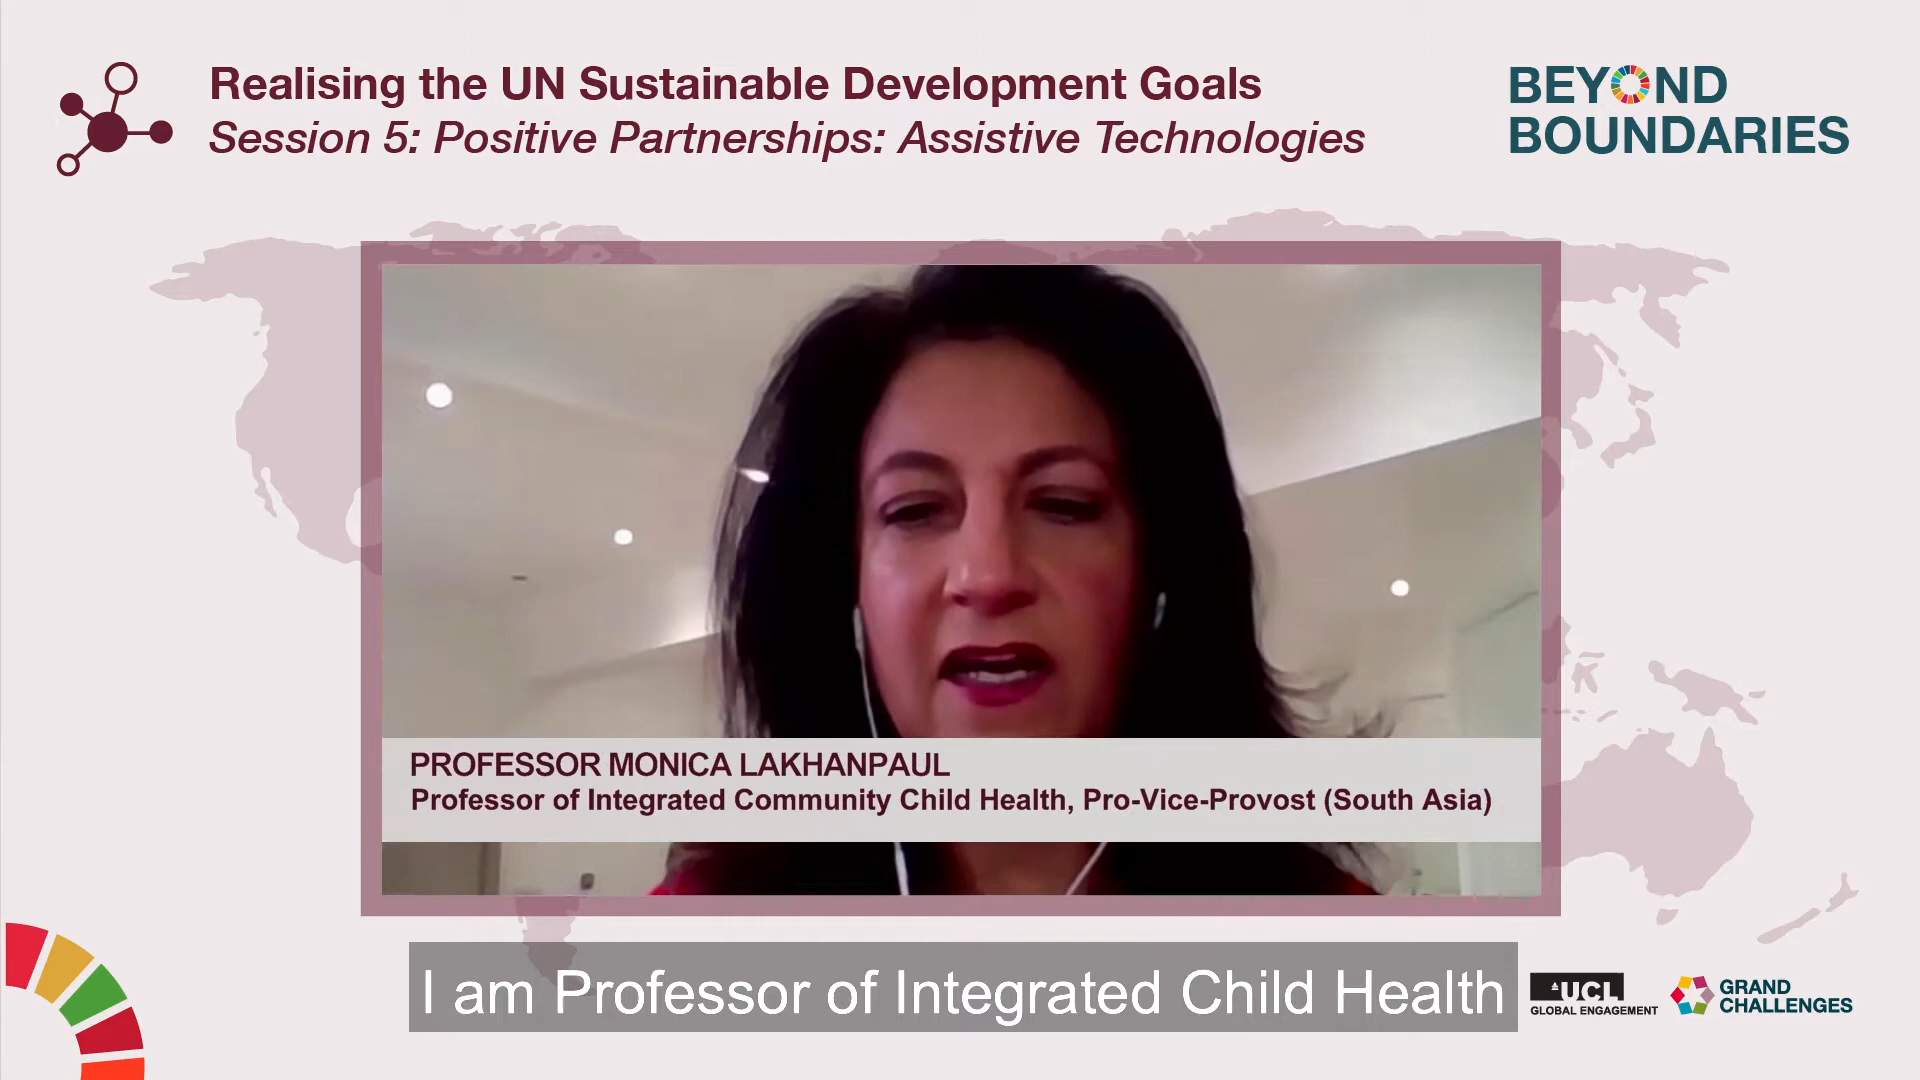 Realising the UN Sustainable Development Goals
Session 5: Positive Partnerships: Assistive Technologies
BEYOND
BOUNDARIES
PROFESSOR MONICA LAKHANPAUL
Professor of Integrated Community Child Health, Pro-Vice-Provost (South Asia)
I am Professor of Integrated Child Health
UCL
GLOBAL ENGAGEMENT
GRAND
CHALLENGES